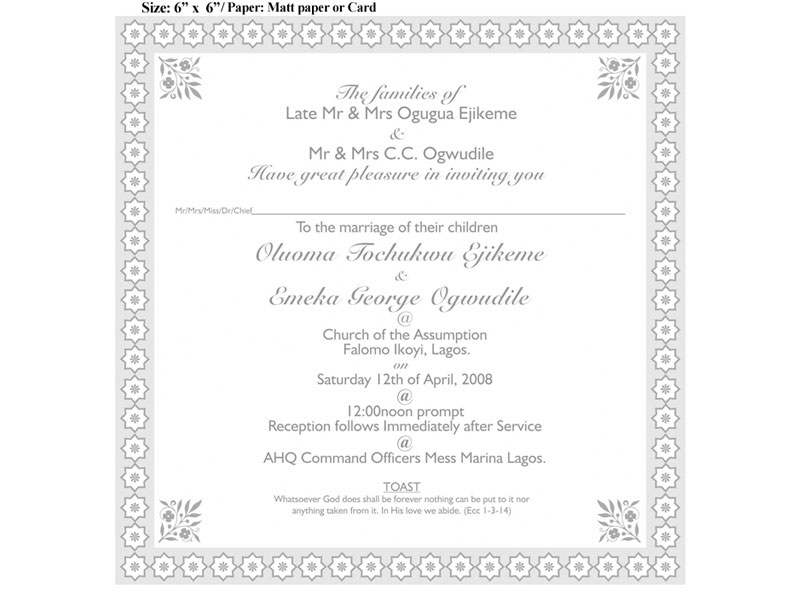 Size: 6” x 6”/ Paper: Matt paper or Card
The families of
Late Mr & Mrs Ogugua Ejikeme
&
Mr & Mrs C.C. Ogwudile
Have great pleasure in inviting you
Mr/Mrs/Miss/Dr/Chief
To the marriage of their children
Oluoma Tochukwu Ejikeme
&
Emeka George Ogwudile
@
Church of the Assumption
Falomo Ikoyi, Lagos.
on
Saturday 12th of April, 2008
@
12:00noon prompt
Reception follows Immediately after Service
@
AHQ Command Officers Mess Marina Lagos.
TOAST
Whatsoever God does shall be forever nothing can be put to it nor
anything taken from it. In His love we abide. (Ecc 1-3-14)